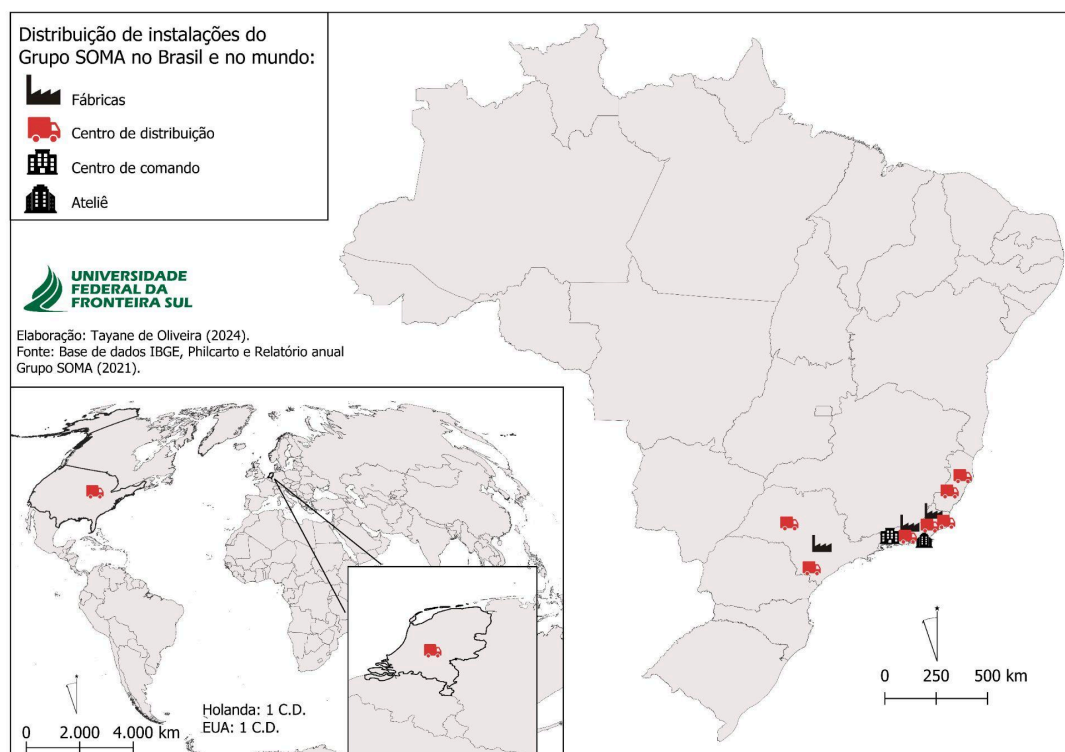 Distribuição de instalações do
Grupo SOMA no Brasil e no mundo:
Fábricas
Centro de distribuição
Centro de comando
Ateliê
UNIVERSIDADE
FEDERAL DA
FRONTEIRA SUL
Elaboração: Tayane de Oliveira (2024).
Fonte: Base de dados IBGE, Philcarto e Relatório anual
Grupo SOMA (2021).
Holanda: 1 C.D.
EUA: 1 C.D.
0 2.000 4.000 km
0 250 500 km